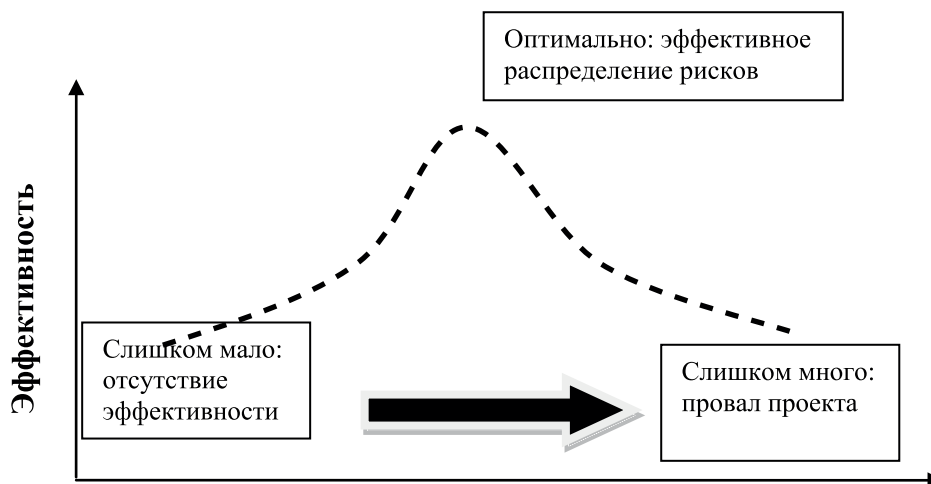 Оптимально: эффективное
распределение рисков
Эффективность
Слишком мало:
отсутствие
эффективности
Слишком много:
провал проекта